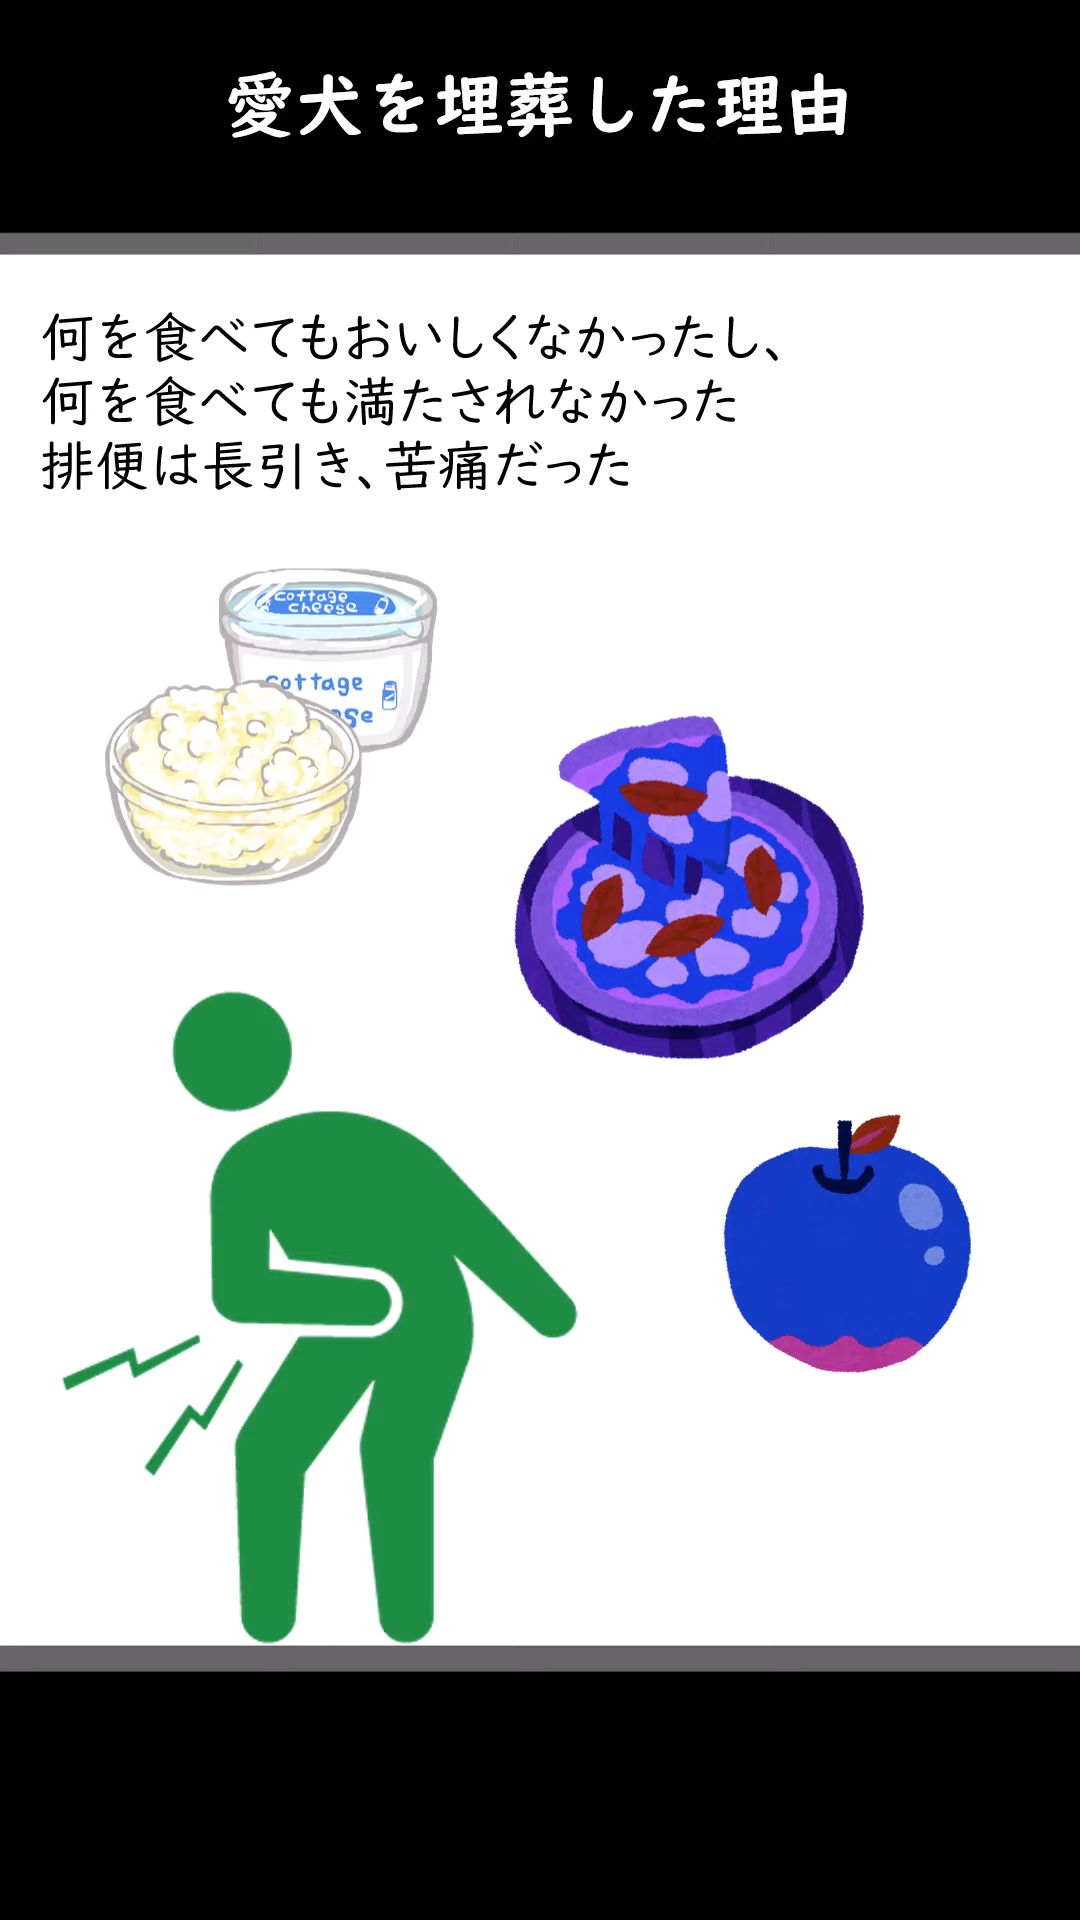 愛犬を埋葬した理由
何を食べてもおいしくなかったし、
何を食べても満たされなかった
排便は長引き、苦痛だった
cottage
cheese
cottage